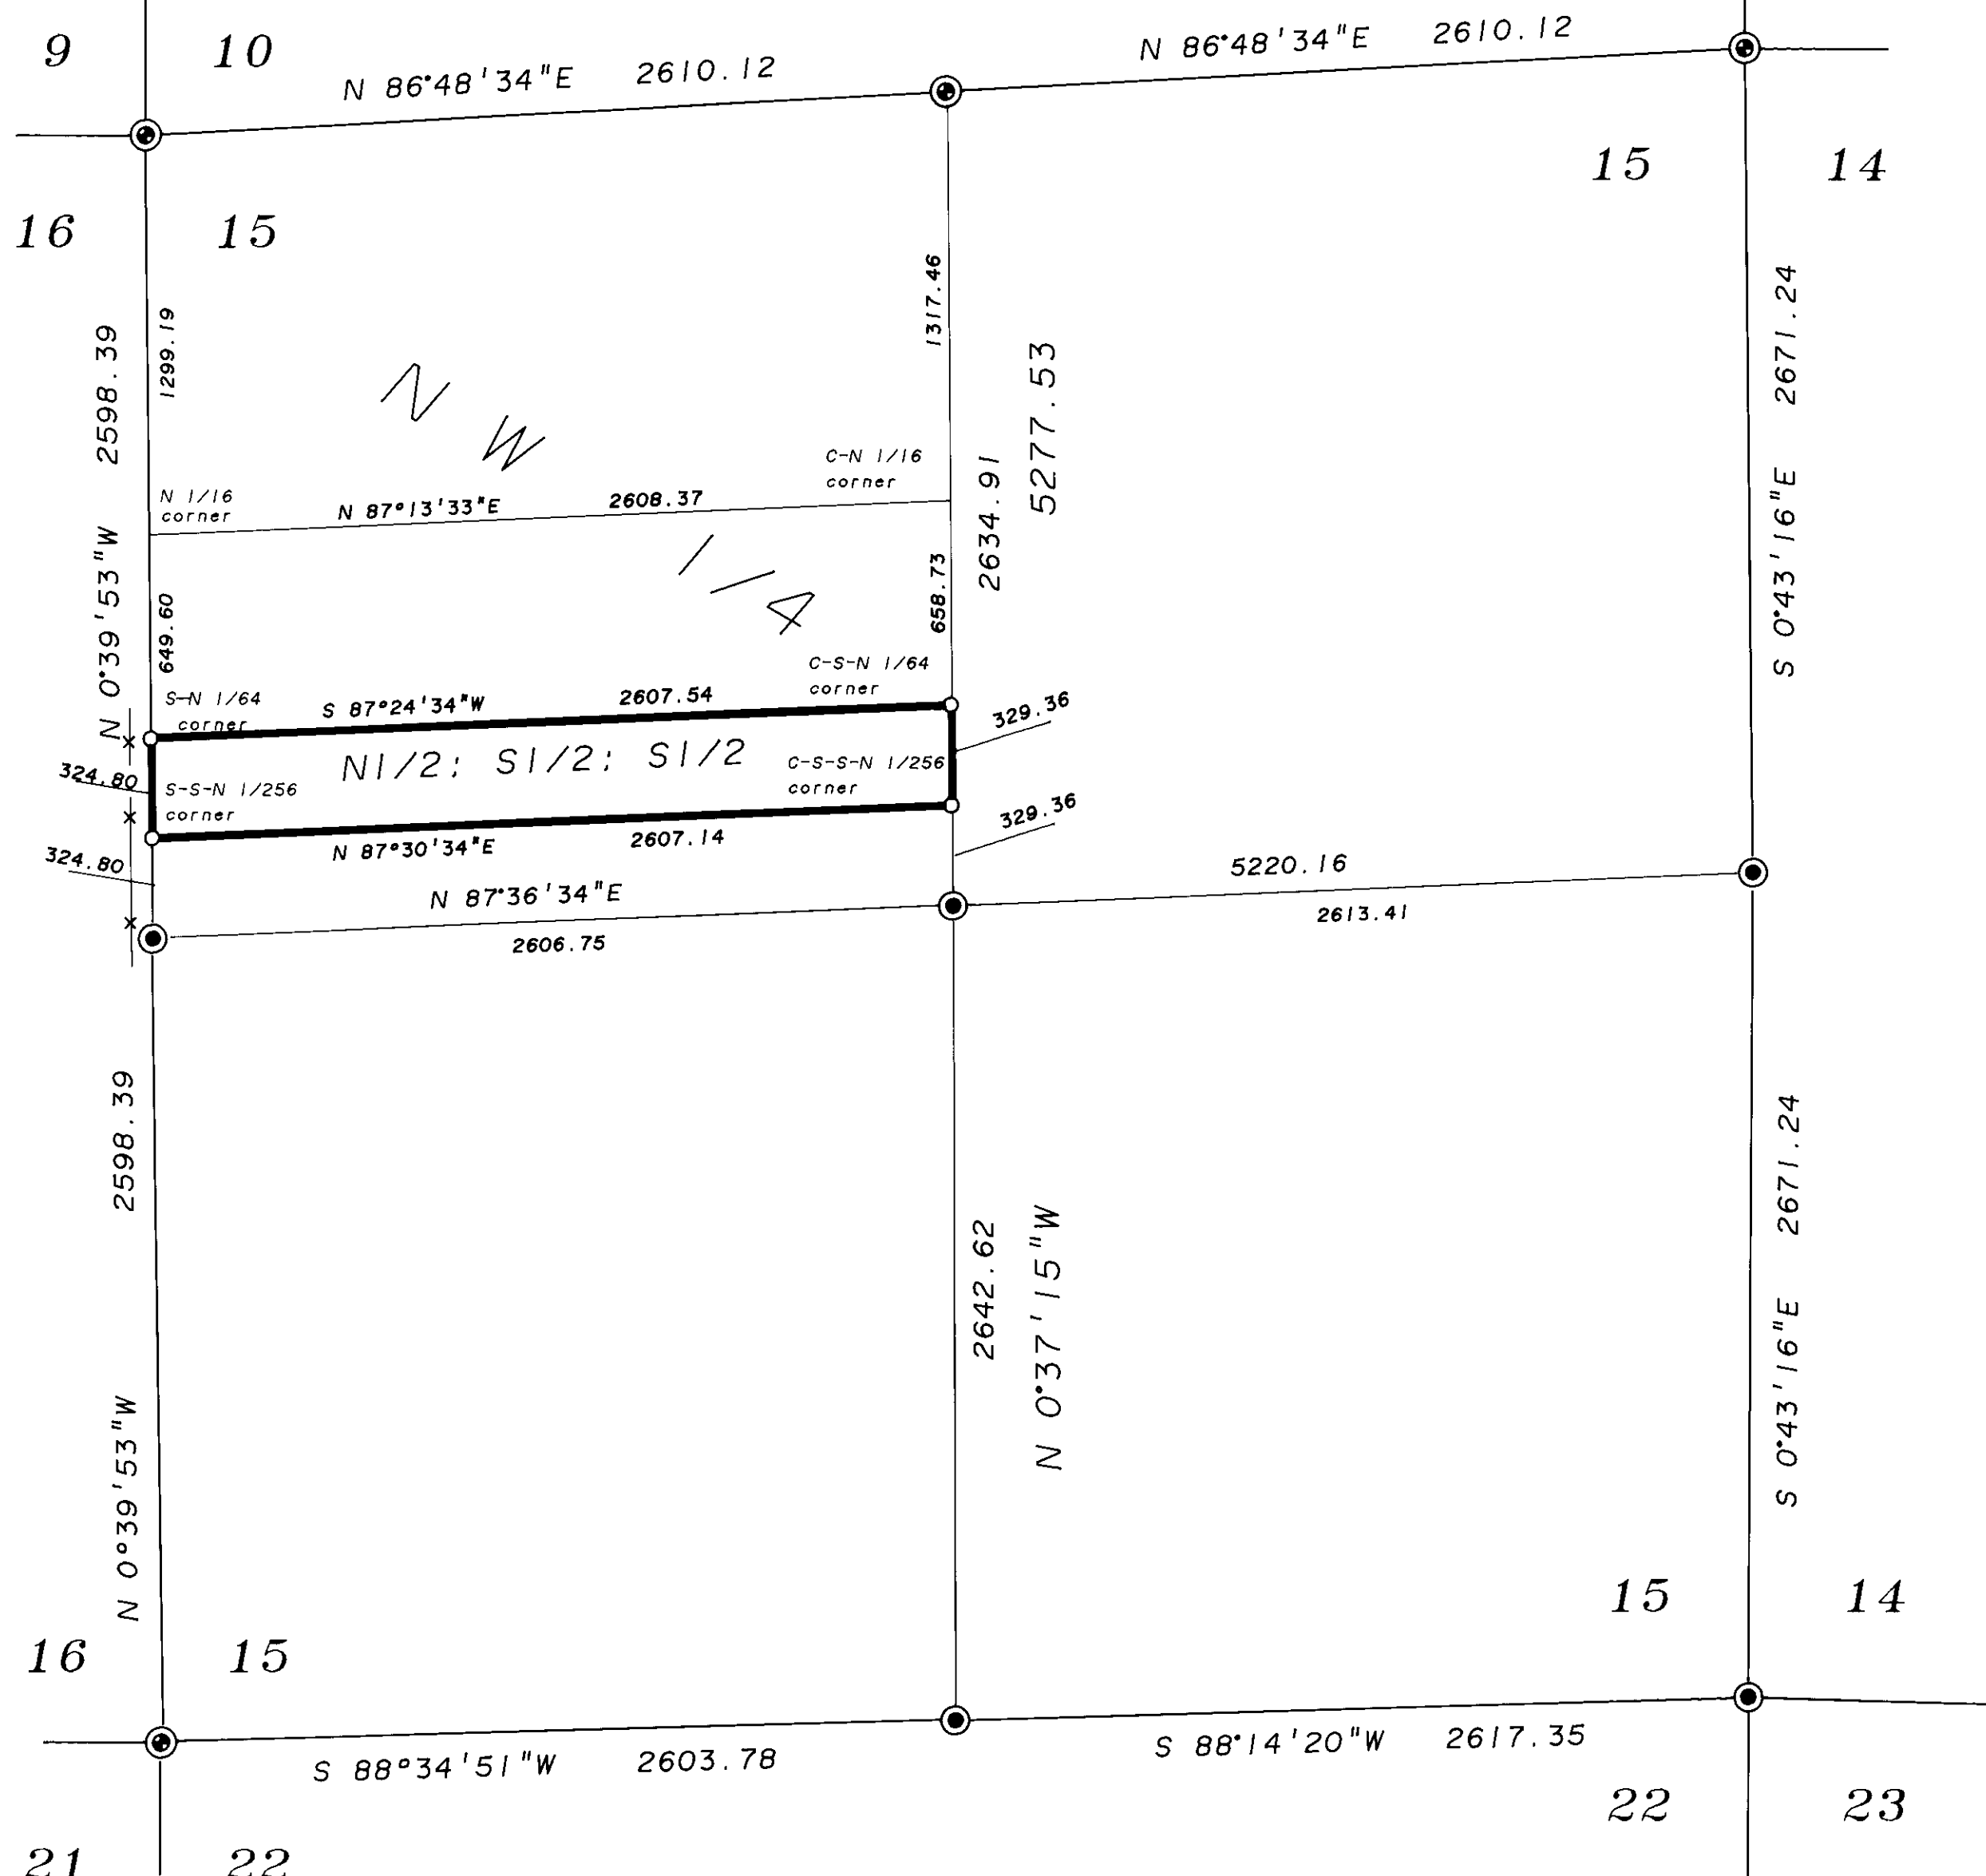 9 10
N 86°48'34"E 2610.12
N 86°48'34"E 2610.12
15 14
16 15
1299.19
1317.46
2598.39
2671.24
5277.53
N W
1/4
C-N 1/16
corner
2634.91
N 1/16
corner
N 87°13'33"E 2608.37
S 0°43'16"E
N 0°39'53"W
649.60
658.73
C-S-N 1/64
corner
S-N 1/64
corner
S 87°24'34"W 2607.54
329.36
N1/2; S1/2; S1/2
C-S-S-N 1/256
corner
324.80
S-S-N 1/256
corner
329.36
N 87°30'34"E 2607.14
324.80
N 87°36'34"E
5220.16
2606.75
2613.41
2598.39
2671.24
2642.62
N 0°37'15"W
S 0°43'16"E
N 0°39'53"W
15 14
16 15
S 88°34'51"W 2603.78
S 88°14'20"W 2617.35
22 23
21 22